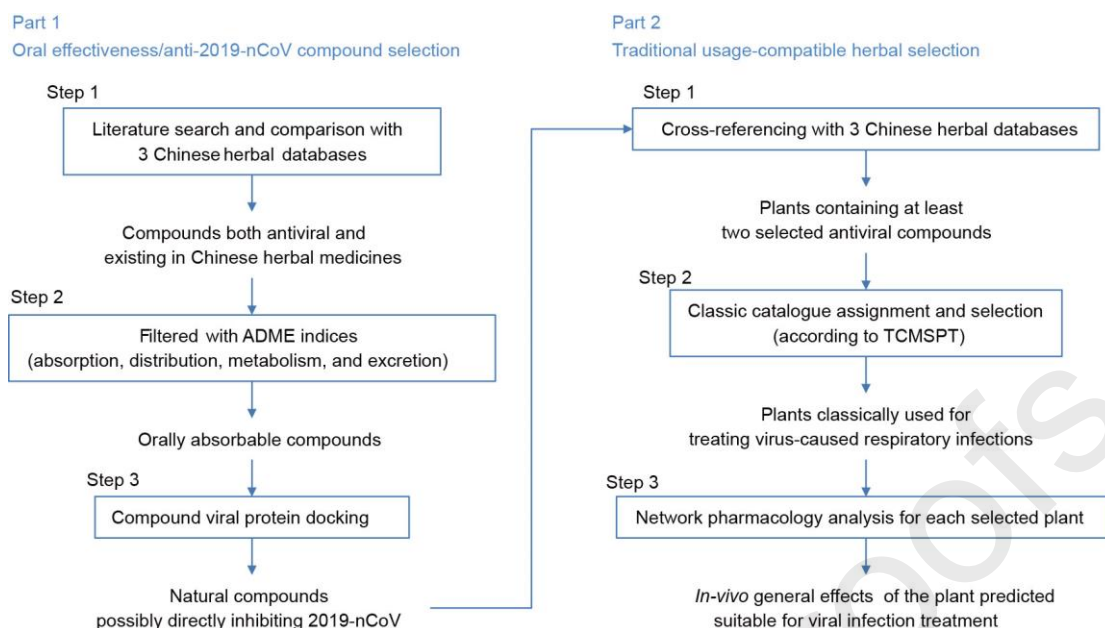 Part 1
Oral effectiveness/anti-2019-nCoV compound selection
Step 1
Literature search and comparison with
3 Chinese herbal databases
Compounds both antiviral and
existing in Chinese herbal medicines
Step 2
Filtered with ADME indices
(absorption, distribution, metabolism, and excretion)
Orally absorbable compounds
Step 3
Compound viral protein docking
Natural compounds
possibly directly inhibiting 2019-nCoV
Part 2
Traditional usage-compatible herbal selection
Step 1
Cross-referencing with 3 Chinese herbal databases
Plants containing at least
two selected antiviral compounds
Step 2
Classic catalogue assignment and selection
(according to TCMSPT)
Plants classically used for
treating virus-caused respiratory infections
Step 3
Network pharmacology analysis for each selected plant
In-vivo general effects of the plant predicted
suitable for viral infection treatment